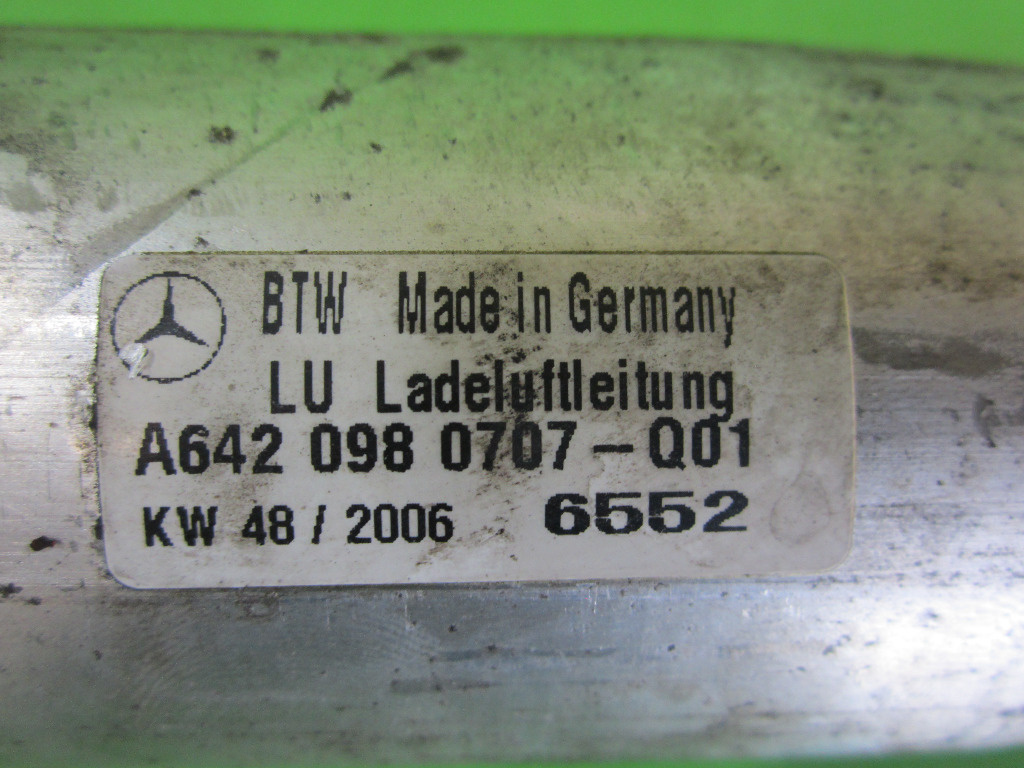 BTW Made in Germany
LU Ladeluftleitung
A642 098 0707-Q01
KW 48 / 2006 6552